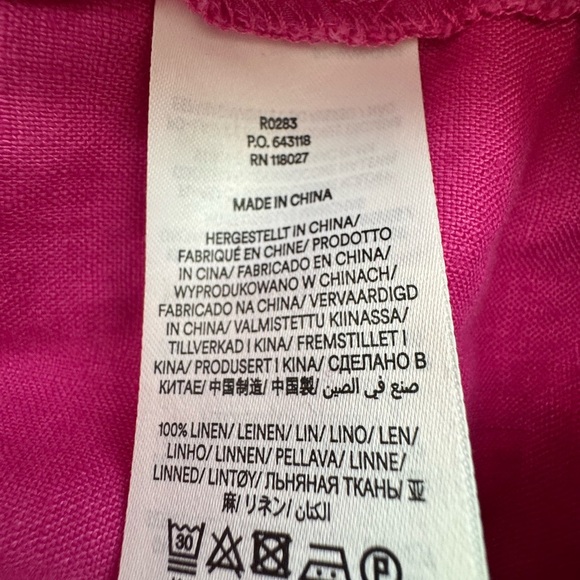 R0283
P.O. 643118
RN 118027
MADE IN CHINA
HERGESTELLT IN CHINA/
FABRIQUÉ EN CHINE/ PRODOTTO
IN CINA/ FABRICADO EN CHINA/
WYPRODUKOWANO W CHINACH/
FABRICADO NA CHINA/ VERVAARDIGD
IN CHINA/ VALMISTETTU KIINASSA/
TILLVERKAD I KINA/ FREMSTILLET I
KINA/ PRODUSERT I KINA/ СДЕЛАНО В
КИТАЕ/ 中国制造/ 中国製/ صنع في الصين
100% LINEN/ LEINEN/ LIN/ LINO/ LEN/
LINHO/ LINNEN/ PELLAVA/ LINNE/
LINNED/ LINTØY/ ЛЬНЯНАЯ ТКАНЬ/ 亚
麻/ リネン/ الكتان/
30
P